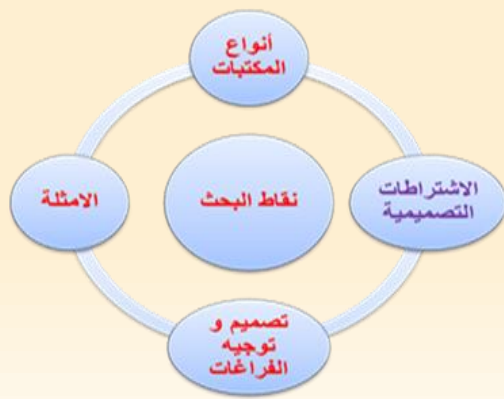 أنواع
المكتبات
الاشتراطات
التصميمية
نقاط البحث
الامثلة
تصميم و
توجيه
الفراغات